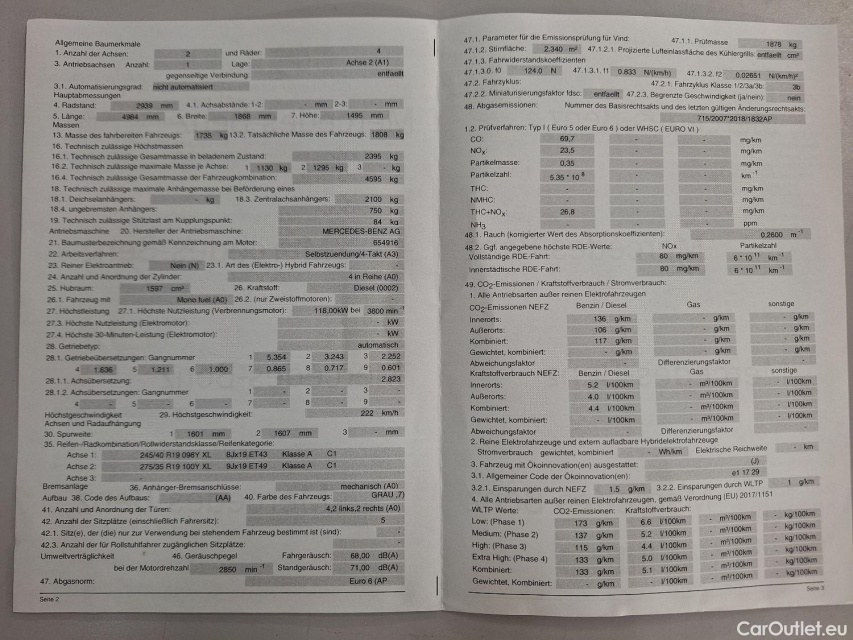 Allgemeine Baumerkmale
1. Anzahl der Achsen: 2 und Räder: 4
3. Antriebsachsen Anzahl: 1 Lage: Achse 2 (A1)
gegenseitige Verbindung: entfaellt
3.1. Automatisierungsgrad: nicht automatisiert
Hauptabmessungen
4. Radstand: 2939 mm 4.1. Achsabstände: 1-2: - mm 2-3: - mm
5. Länge: 4984 mm 6. Breite: 1868 mm 7. Höhe: 1495 mm
Massen
13. Masse des fahrbereiten Fahrzeugs: 1735 kg 13.2. Tatsächliche Masse des Fahrzeugs: 1808 kg
16. Technisch zulässige Höchstmassen
16.1. Technisch zulässige Gesamtmasse in beladenem Zustand: 2395 kg
16.2. Technisch zulässige maximale Masse je Achse: 1 1130 kg 2 1295 kg 3 - kg
16.4. Technisch zulässige Gesamtmasse der Fahrzeugkombination: 4595 kg
18. Technisch zulässige maximale Anhängemasse bei Beförderung eines
18.1. Deichselanhängers: - kg 18.3. Zentralachsanhängers: 2100 kg
18.4. ungebremsten Anhängers: 750 kg
19. Technisch zulässige Stützlast am Kupplungspunkt: 84 kg
Antriebsmaschine 20. Hersteller der Antriebsmaschine: MERCEDES-BENZ AG
21. Baumusterbezeichnung gemäß Kennzeichnung am Motor: 654916
22. Arbeitsverfahren: Selbstzuendung/4-Takt (A3)
23. Reiner Elektroantrieb: Nein (N) 23.1. Art des (Elektro-) Hybrid Fahrzeugs: -
24. Anzahl und Anordnung der Zylinder: 4 in Reihe (A0)
25. Hubraum: 1597 cm³ 26. Kraftstoff: Diesel (0002)
26.1. Fahrzeug mit Mono fuel (A0) 26.2. (nur Zweistoffmotoren): -
27. Höchstleistung 27.1. Höchste Nutzleistung (Verbrennungsmotor): 118,00kW bei 3800 min⁻¹
27.3. Höchste Nutzleistung (Elektromotor): - kW
27.4. Höchste 30-Minuten-Leistung (Elektromotor): - kW
28. Getriebetyp: automatisch
28.1. Getriebeübersetzungen: Gangnummer 1 5.354 2 3.243 3 2.252
4 1.636 5 1.211 6 1.000 7 0.865 8 0.717 9 0.601
28.1.1. Achsübersetzung: 2.823
28.1.2. Achsübersetzungen: Gangnummer 1 - 2 - 3 -
4 - 5 - 6 - 7 - 8 - 9 -
Höchstgeschwindigkeit 29. Höchstgeschwindigkeit: 222 km/h
Achsen und Radaufhängung
30. Spurweite: 1 1601 mm 2 1607 mm 3 - mm
35. Reifen-/Radkombination/Rollwiderstandsklasse/Reifenkategorie:
Achse 1: 245/40 R19 098Y XL 8Jx19 ET43 Klasse A C1
Achse 2: 275/35 R19 100Y XL 9Jx19 ET49 Klasse A C1
Achse 3: -
Bremsanlage 36. Anhänger-Bremsanschlüsse: mechanisch (A0)
Aufbau 38. Code des Aufbaus: (AA) 40. Farbe des Fahrzeugs: GRAU ,7)
41. Anzahl und Anordnung der Türen: 4,2 links,2 rechts (A0)
42. Anzahl der Sitzplätze (einschließlich Fahrersitz): 5
42.1. Sitz(e), der (die) nur zur Verwendung bei stehendem Fahrzeug bestimmt ist (sind): -
42.3. Anzahl der für Rollstuhlfahrer zugänglichen Sitzplätze: -
Umweltverträglichkeit 46. Geräuschpegel Fahrgeräusch: 68,00 dB(A)
bei der Motordrehzahl 2850 min⁻¹ Standgeräusch: 71,00 dB(A)
47. Abgasnorm: Euro 6 (AP
Seite 2
47.1. Parameter für die Emissionsprüfung für Vind: 47.1.1. Prüfmasse 1878 kg
47.1.2. Stirnfläche: 2.340 m² 47.1.2.1. Projizierte Lufteinlassfläche des Kühlergrills: entfaellt cm²
47.1.3. Fahrwiderstandskoeffizienten
47.1.3.0. f0 124.0 N 47.1.3.1. f1 0.833 N/(km/h) 47.1.3.2. f2 0.02651 N/(km/h)²
47.2. Fahrzyklus: 47.2.1. Fahrzyklus Klasse 1/2/3a/3b: 3b
47.2.2. Miniaturisierungsfaktor fdsc: entfaellt 47.2.3. Begrenzte Geschwindigkeit (ja/nein): nein
48. Abgasemissionen: Nummer des Basisrechtsakts und des letzten gültigen Änderungsrechtsakts:
715/2007*2018/1832AP
1.2. Prüfverfahren: Typ I ( Euro 5 oder Euro 6 ) oder WHSC ( EURO VI )
CO: 69,7 - - mg/km
NOx: 23,5 - - mg/km
Partikelmasse: 0,35 - - mg/km
Partikelzahl: 5.35 * 10 ⁸ - - km⁻¹
THC: - - - mg/km
NMHC: - - - mg/km
THC+NOx: 26,8 - - mg/km
NH3 - - - ppm
48.1. Rauch (korrigierter Wert des Absorptionskoeffizienten): 0.2600 m⁻¹
48.2. Ggf. angegebene höchste RDE-Werte: NOx Partikelzahl
Vollständige RDE-Fahrt: 80 mg/km 6 * 10 ¹¹ km⁻¹
Innerstädtische RDE-Fahrt: 80 mg/km 6 * 10 ¹¹ km⁻¹
49. CO₂-Emissionen / Kraftstoffverbrauch / Stromverbrauch:
1. Alle Antriebsarten außer reinen Elektrofahrzeugen
CO₂-Emissionen NEFZ Benzin / Diesel Gas sonstige
Innerorts: 136 g/km - g/km - g/km
Außerorts: 106 g/km - g/km - g/km
Kombiniert: 117 g/km - g/km - g/km
Gewichtet, kombiniert: - g/km - g/km - g/km
Abweichungsfaktor - Differenzierungsfaktor -
Kraftstoffverbrauch NEFZ: Benzin / Diesel Gas sonstige
Innerorts: 5.2 l/100km - m³/100km - l/100km
Außerorts: 4.0 l/100km - m³/100km - l/100km
Kombiniert: 4.4 l/100km - m³/100km - l/100km
Gewichtet, kombiniert: - l/100km - m³/100km - l/100km
Abweichungsfaktor - Differenzierungsfaktor -
2. Reine Elektrofahrzeuge und extern aufladbare Hybridelektrofahrzeuge
Stromverbrauch gewichtet, kombiniert - Wh/km Elektrische Reichweite - km
3. Fahrzeug mit Ökoinnovation(en) ausgestattet: (J)
3.1. Allgemeiner Code der Ökoinnovation(en): e1 17 29
3.2.1. Einsparungen durch NEFZ 1.5 g/km 3.2.2. Einsparungen durch WLTP 1 g/km
4. Alle Antriebsarten außer reinen Elektrofahrzeugen, gemäß Verordnung (EU) 2017/1151
WLTP Werte: CO2-Emissionen: Kraftstoffverbrauch:
Low: (Phase 1) 173 g/km 6.6 l/100km - m³/100km - kg/100km
Medium: (Phase 2) 137 g/km 5.2 l/100km - m³/100km - kg/100km
High: (Phase 3) 115 g/km 4.4 l/100km - m³/100km - kg/100km
Extra High: (Phase 4) 133 g/km 5.0 l/100km - m³/100km - kg/100km
Kombiniert: 133 g/km 5.1 l/100km - m³/100km - kg/100km
Gewichtet, Kombiniert: - g/km - l/100km - m³/100km - kg/100km
Seite 3
CarOutlet.eu